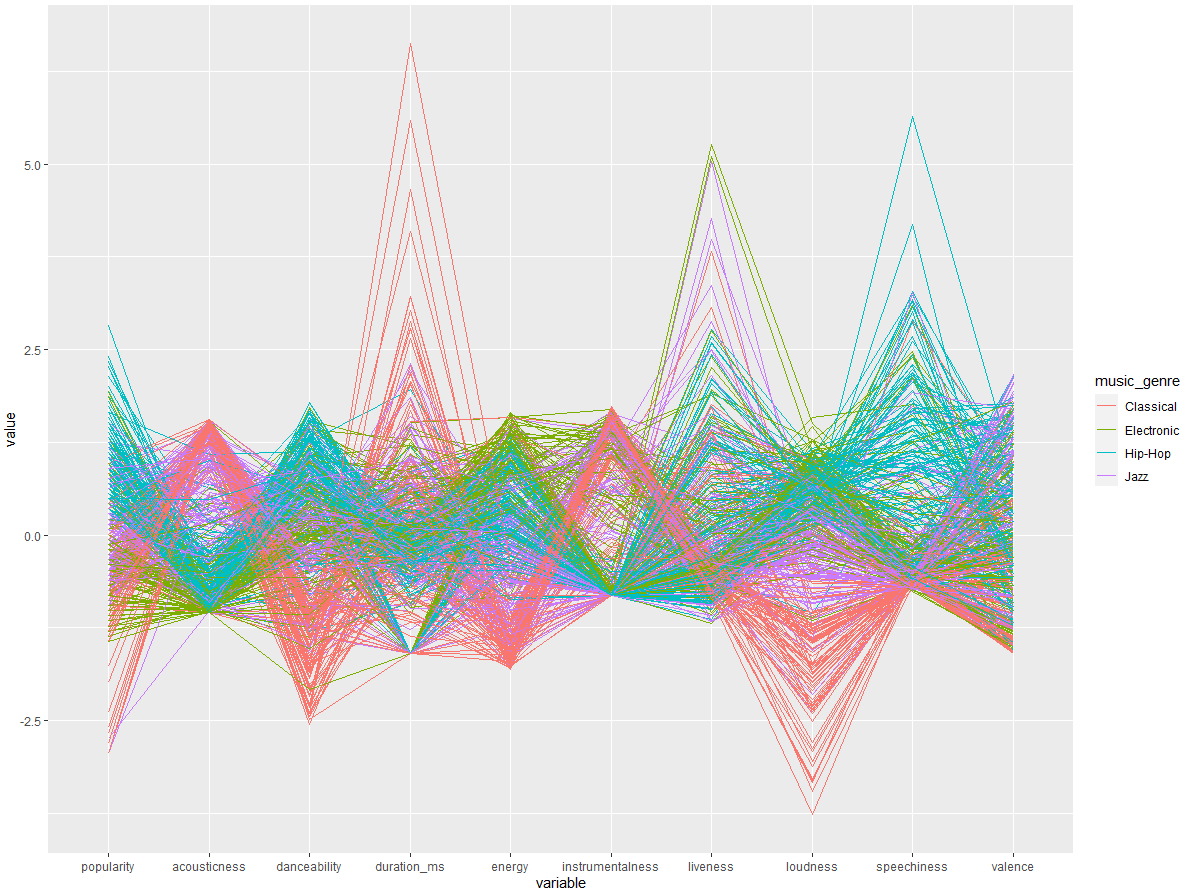 5.0
2.5
0.0
-2.5
value
popularity acousticness danceability duration_ms energy instrumentalness liveness loudness speechiness valence
variable
music_genre
Classical
Electronic
Hip-Hop
Jazz